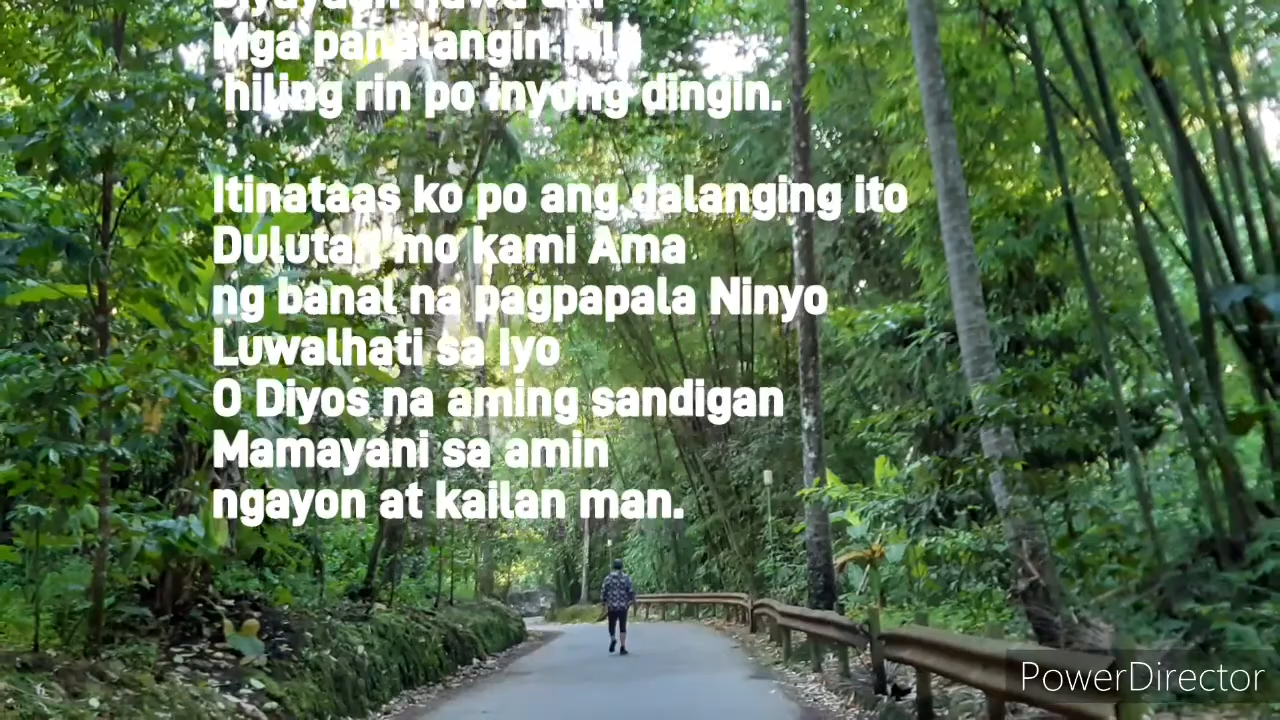 Mga panalangin nila
hiling rin po inyong dingin.
Itinataas ko po ang dalanging ito
Dulutan mo kami Ama
ng banal na pagpapala Ninyo
Luwalhati sa Iyo
O Diyos na aming sandigan
Mamayani sa amin
ngayon at kailan man.
PowerDirector